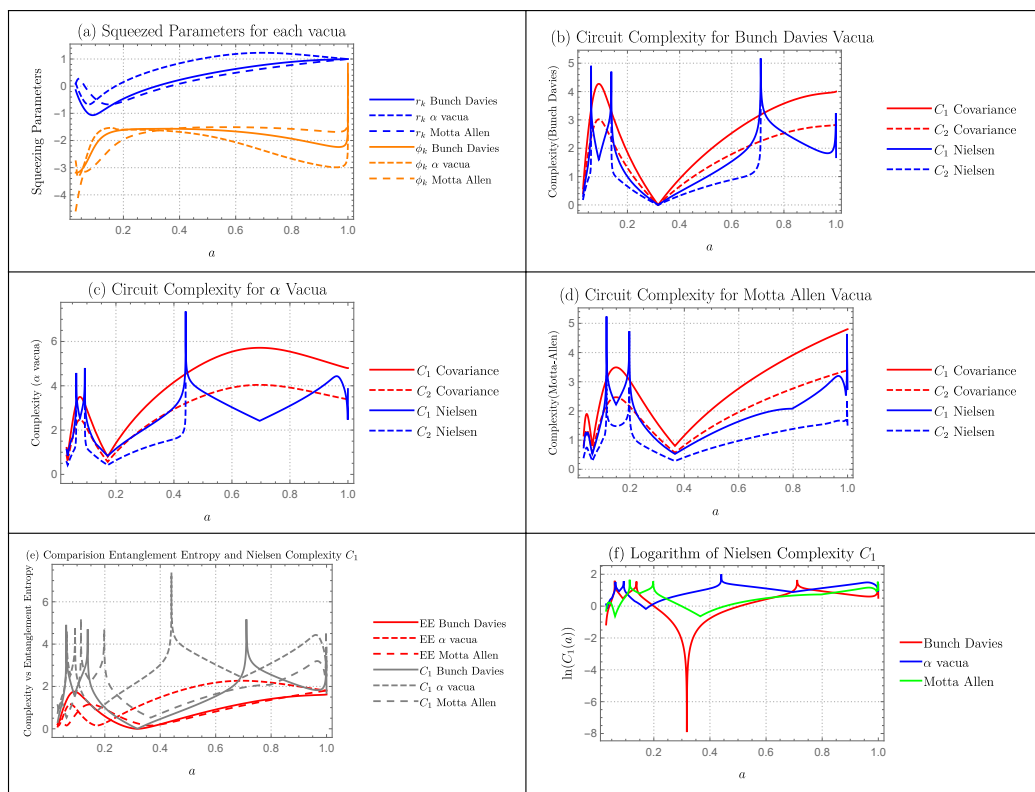 (a) Squeezed Parameters for each vacua
Squeezing Parameters
1
0
−1
−2
−3
−4
0.2
0.4
0.6
0.8
1.0
a
r_k Bunch Davies
r_k α vacua
r_k Motta Allen
ϕ_k Bunch Davies
ϕ_k α vacua
ϕ_k Motta Allen
(b) Circuit Complexity for Bunch Davies Vacua
Complexity(Bunch Davies)
5
4
3
2
1
0
0.2
0.4
0.6
0.8
1.0
a
C₁ Covariance
C₂ Covariance
C₁ Nielsen
C₂ Nielsen
(c) Circuit Complexity for α Vacua
Complexity (α vacua)
6
4
2
0
0.2
0.4
0.6
0.8
1.0
a
C₁ Covariance
C₂ Covariance
C₁ Nielsen
C₂ Nielsen
(d) Circuit Complexity for Motta Allen Vacua
Complexity(Motta-Allen)
5
4
3
2
1
0
0.2
0.4
0.6
0.8
1.0
a
C₁ Covariance
C₂ Covariance
C₁ Nielsen
C₂ Nielsen
(e) Comparision Entanglement Entropy and Nielsen Complexity C₁
Complexity vs Entanglement Entropy
6
4
2
0
0.2
0.4
0.6
0.8
1.0
a
EE Bunch Davies
EE α vacua
EE Motta Allen
C₁ Bunch Davies
C₁ α vacua
C₁ Motta Allen
(f) Logarithm of Nielsen Complexity C₁
ln(C₁(a))
2
0
−2
−4
−6
−8
0.2
0.4
0.6
0.8
1.0
a
Bunch Davies
α vacua
Motta Allen